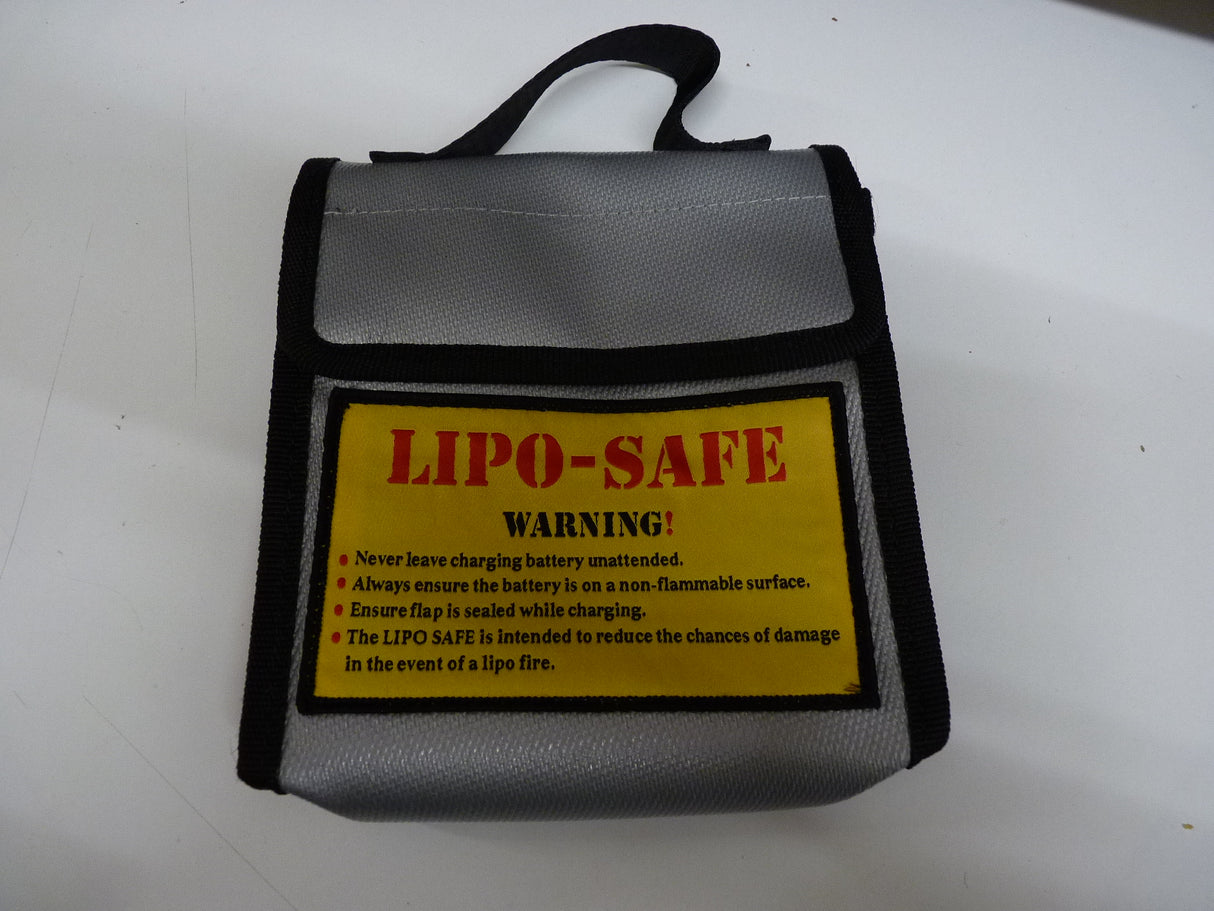 LIPO-SAFE
WARNING!
• Never leave charging battery unattended.
• Always ensure the battery is on a non-flammable surface.
• Ensure flap is sealed while charging.
• The LIPO SAFE is intended to reduce the chances of damage
in the event of a lipo fire.